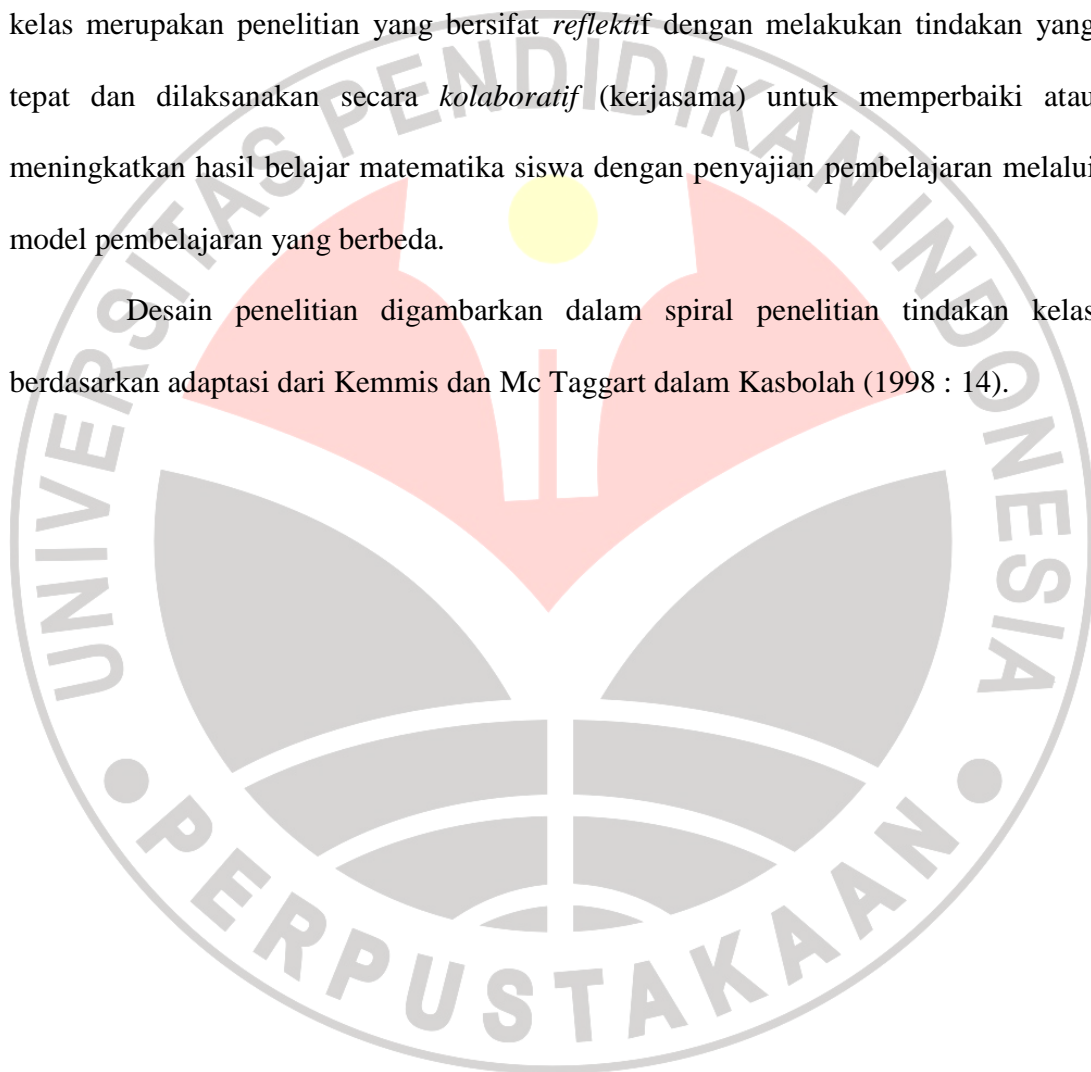 kelas merupakan penelitian yang bersifat reflektif dengan melakukan tindakan yang
tepat dan dilaksanakan secara kolaboratif (kerjasama) untuk memperbaiki atau
meningkatkan hasil belajar matematika siswa dengan penyajian pembelajaran melalui
model pembelajaran yang berbeda.
Desain penelitian digambarkan dalam spiral penelitian tindakan kelas
berdasarkan adaptasi dari Kemmis dan Mc Taggart dalam Kasbolah (1998 : 14).
UNIVERSITAS PENDIDIKAN INDONESIA
PERPUSTAKAAN